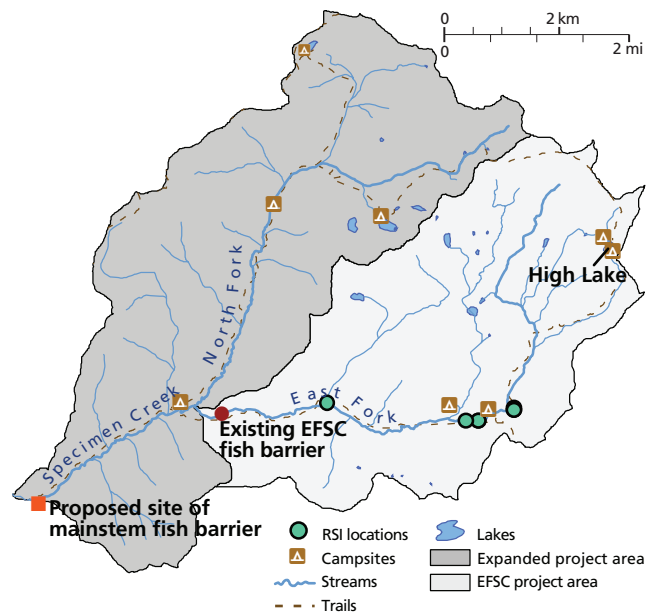 0 2 km
0 2 mi
High Lake
North Fork
East Fork
Specimen Creek
Existing EFSC
fish barrier
Proposed site of
mainstem fish barrier
RSI locations
Campsites
Streams
Trails
Lakes
Expanded project area
EFSC project area